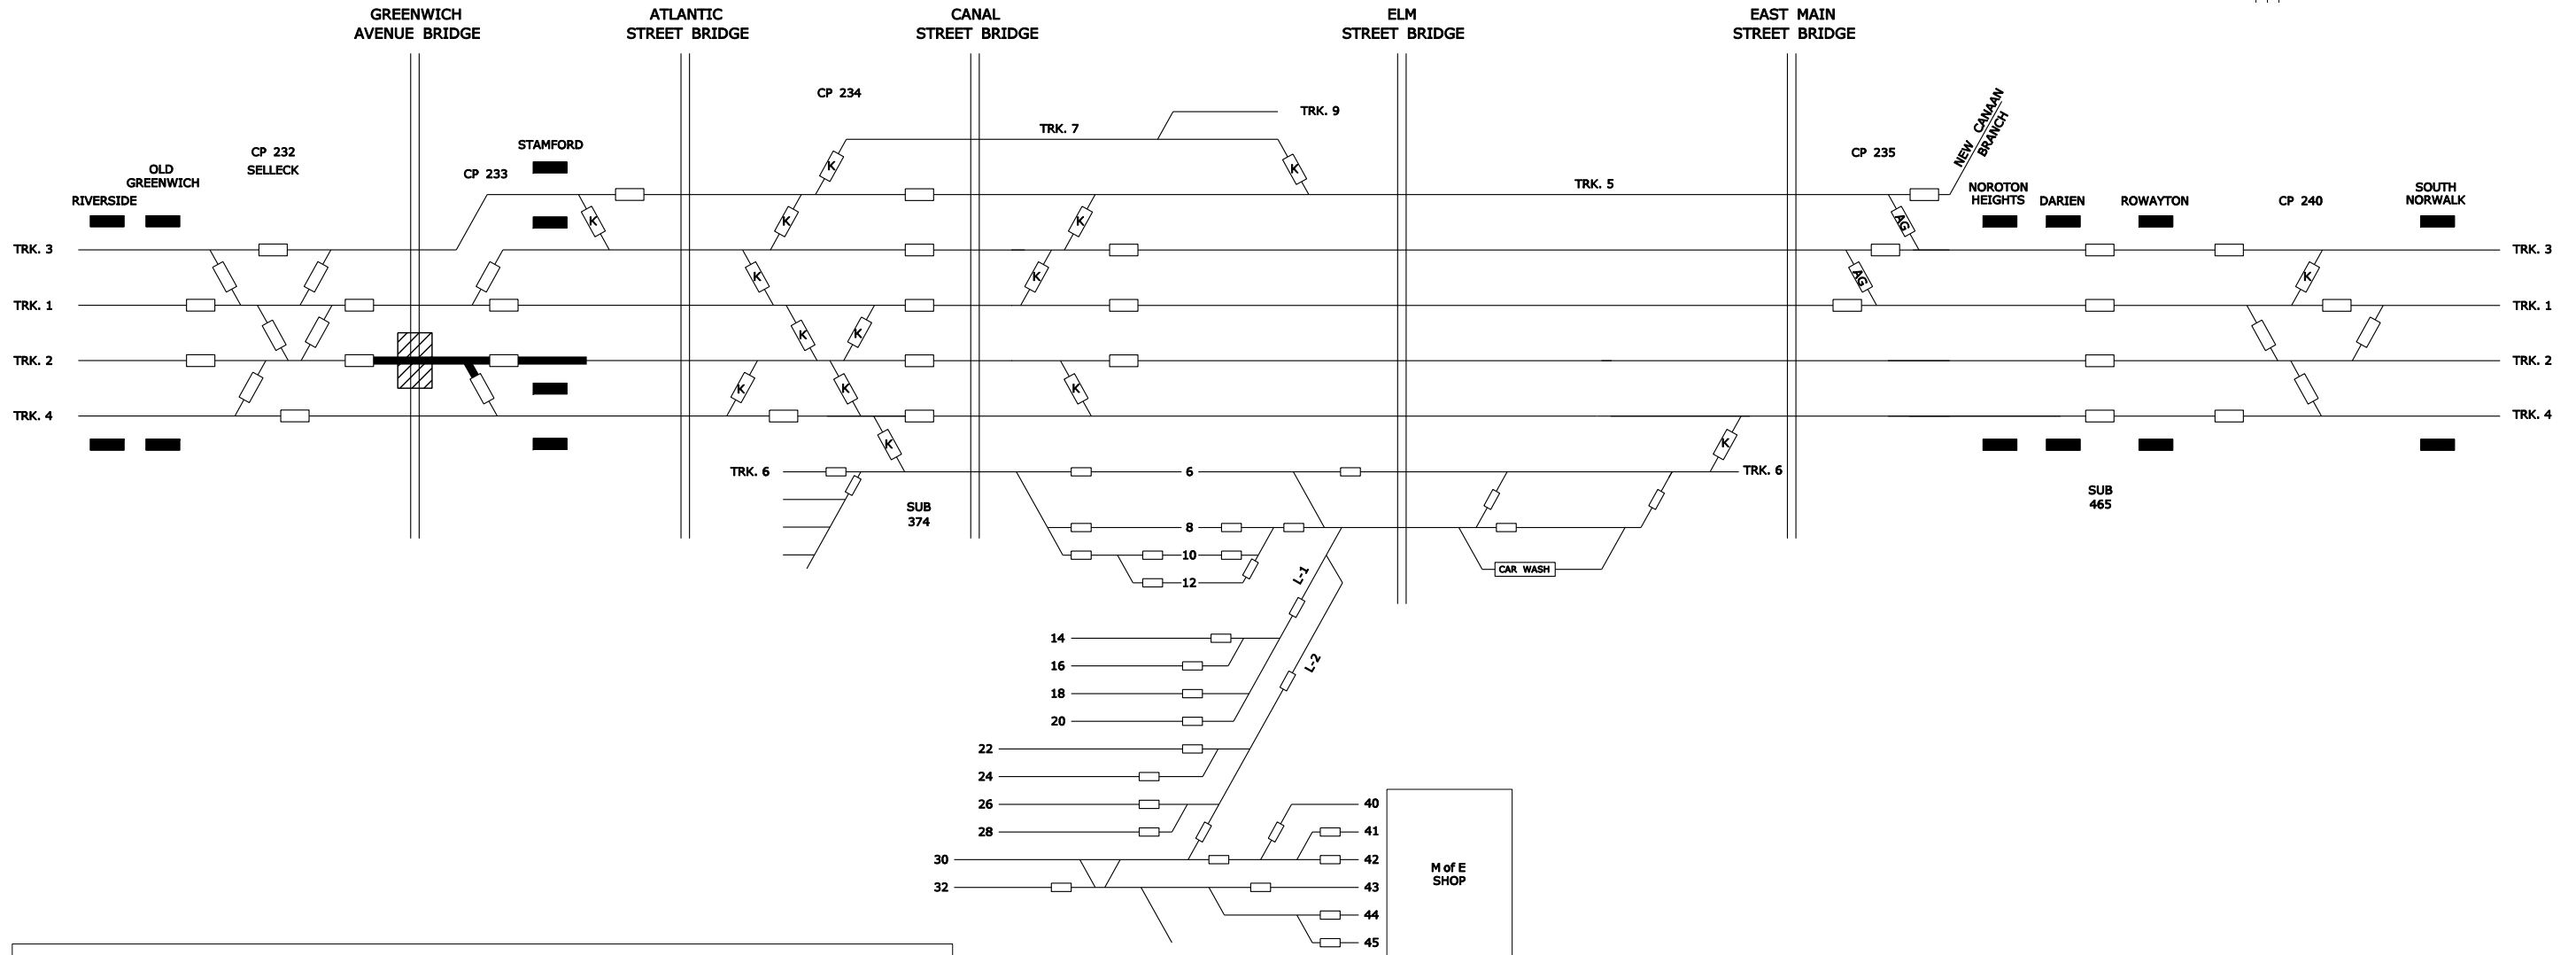 GREENWICH
AVENUE BRIDGE
ATLANTIC
STREET BRIDGE
CANAL
STREET BRIDGE
ELM
STREET BRIDGE
EAST MAIN
STREET BRIDGE
CP 234
TRK. 9
TRK. 7
NEW CANAAN
BRANCH
STAMFORD
CP 232
SELLECK
CP 235
OLD
GREENWICH
CP 233
K
K
TRK. 5
RIVERSIDE
NOROTON
HEIGHTS
DARIEN
ROWAYTON
CP 240
SOUTH
NORWALK
K
K
K
AG
TRK. 3
TRK. 3
K
K
AG
K
TRK. 1
TRK. 1
K
K
TRK. 2
TRK. 2
K
K
K
TRK. 4
TRK. 4
K
K
TRK. 6
6
TRK. 6
SUB
374
SUB
465
8
10
12
CAR WASH
L-1
14
16
L-2
18
20
22
24
26
28
30
32
40
41
42
43
44
45
M of E
SHOP